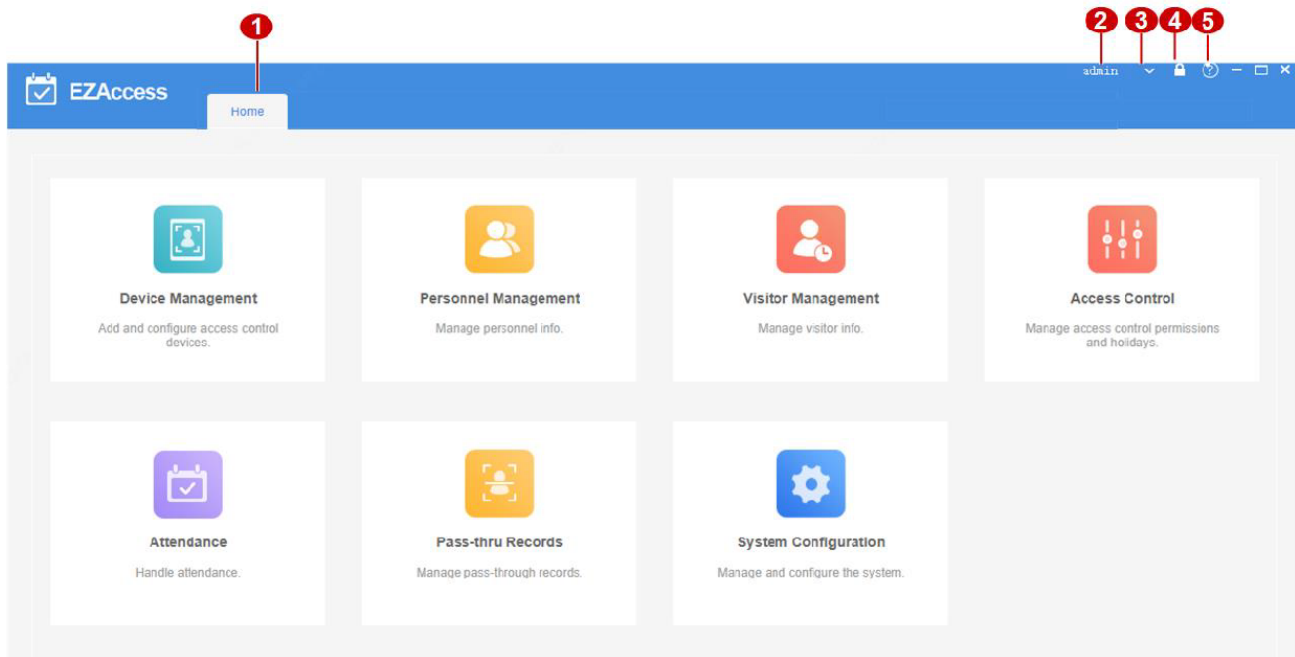 1
2 3 4 5
admin
EZAccess
Home
Device Management
Add and configure access control
devices.
Personnel Management
Manage personnel info.
Visitor Management
Manage visitor info.
Access Control
Manage access control permissions
and holidays.
Attendance
Handle attendance.
Pass-thru Records
Manage pass-through records.
System Configuration
Manage and configure the system.